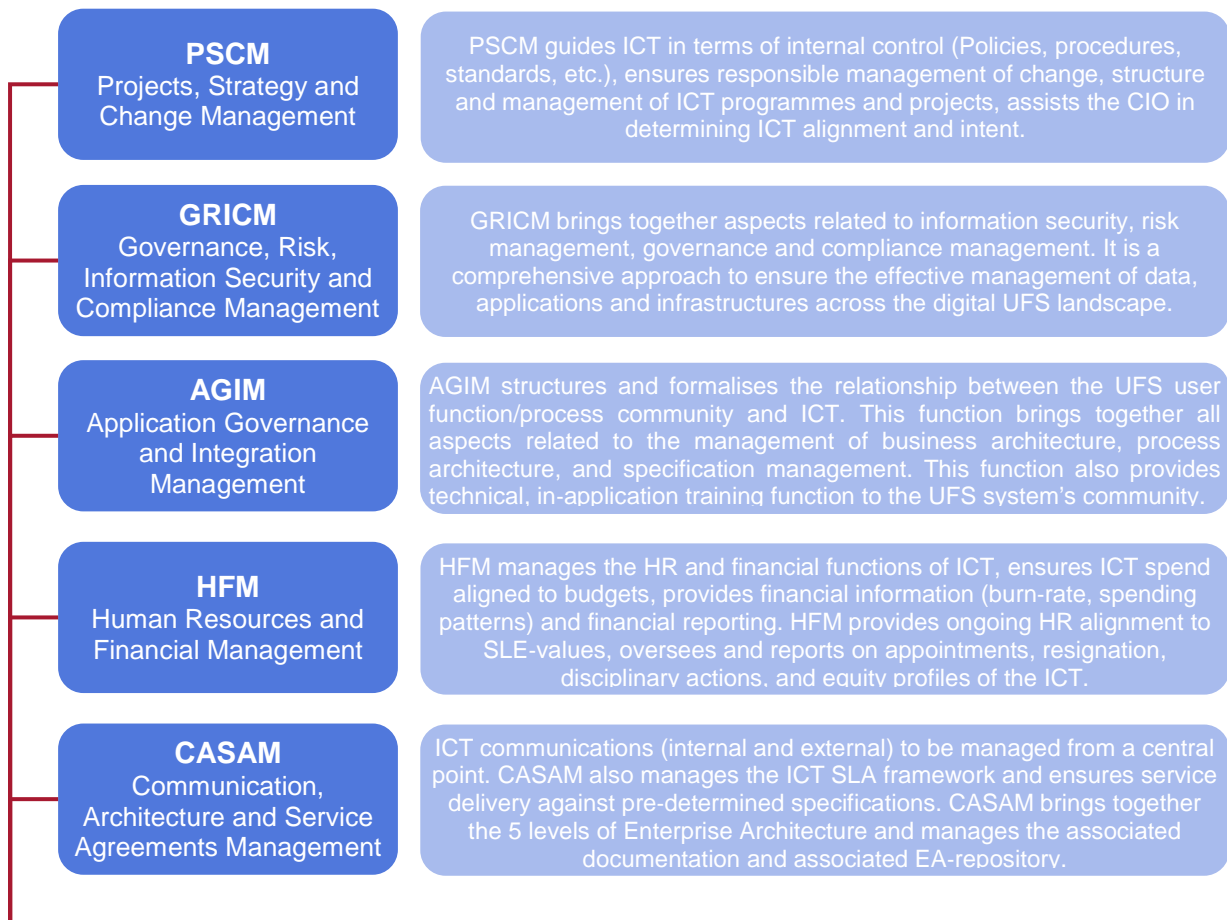 PSCM
Projects, Strategy and
Change Management
PSCM guides ICT in terms of internal control (Policies, procedures,
standards, etc.), ensures responsible management of change, structure
and management of ICT programmes and projects, assists the CIO in
determining ICT alignment and intent.
GRICM
Governance, Risk,
Information Security and
Compliance Management
GRICM brings together aspects related to information security, risk
management, governance and compliance management. It is a
comprehensive approach to ensure the effective management of data,
applications and infrastructures across the digital UFS landscape.
AGIM
Application Governance
and Integration
Management
AGIM structures and formalises the relationship between the UFS user
function/process community and ICT. This function brings together all
aspects related to the management of business architecture, process
architecture, and specification management. This function also provides
technical, in-application training function to the UFS system's community.
HFM
Human Resources and
Financial Management
HFM manages the HR and financial functions of ICT, ensures ICT spend
aligned to budgets, provides financial information (burn-rate, spending
patterns) and financial reporting. HFM provides ongoing HR alignment to
SLE-values, oversees and reports on appointments, resignation,
disciplinary actions, and equity profiles of the ICT.
CASAM
Communication,
Architecture and Service
Agreements Management
ICT communications (internal and external) to be managed from a central
point. CASAM also manages the ICT SLA framework and ensures service
delivery against pre-determined specifications. CASAM brings together
the 5 levels of Enterprise Architecture and manages the associated
documentation and associated EA-repository.